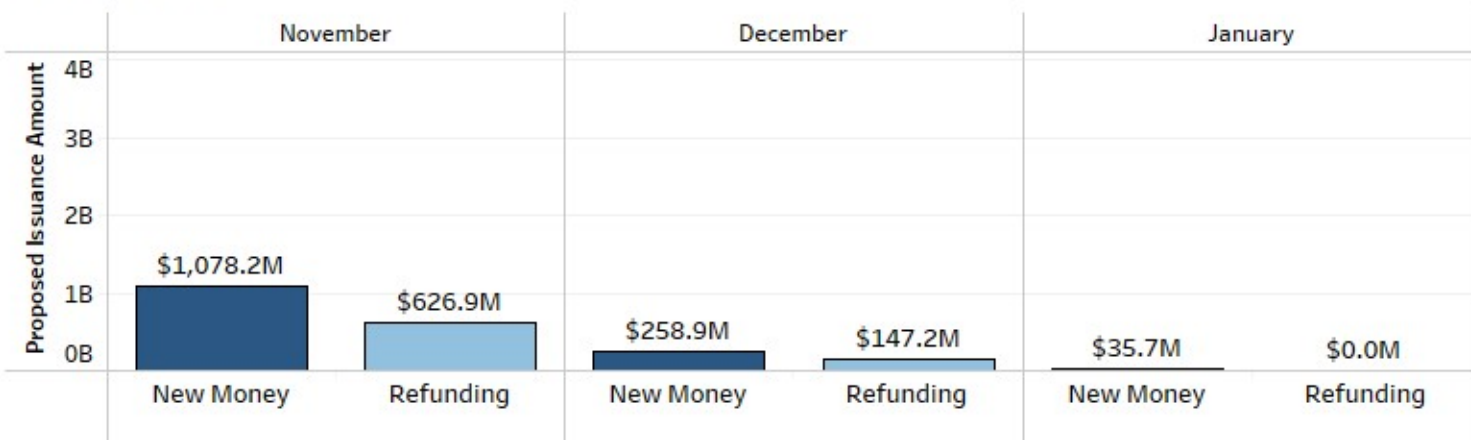 November December January
Proposed Issuance Amount
4B
3B
2B
1B
0B
$1,078.2M $626.9M $258.9M $147.2M $35.7M $0.0M
New Money Refunding New Money Refunding New Money Refunding